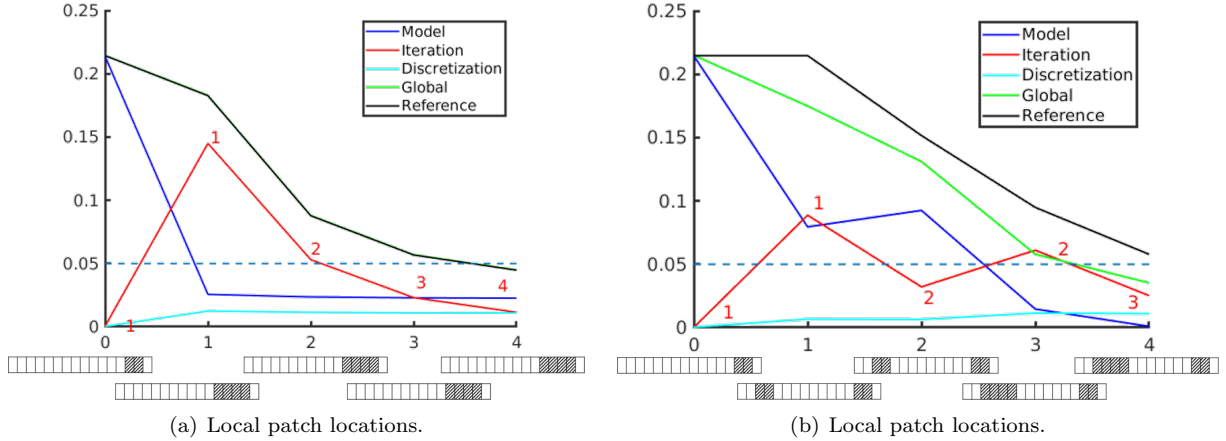 0.25
0.2
0.15
0.1
0.05
0
Model
Iteration
Discretization
Global
Reference
1
1
2
3
4
0 1 2 3 4
(a) Local patch locations.
0.25
0.2
0.15
0.1
0.05
0
Model
Iteration
Discretization
Global
Reference
1
1
2
2
3
0 1 2 3 4
(b) Local patch locations.